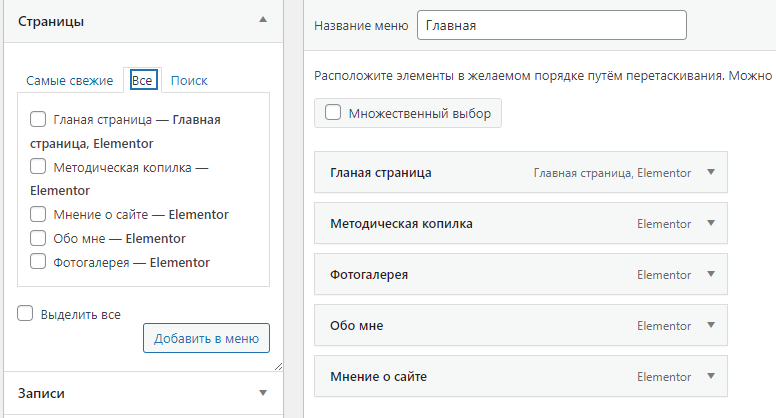 Страницы
Самые свежие Все Поиск
Гланая страница — Главная
страница, Elementor
Методическая копилка —
Elementor
Мнение о сайте — Elementor
Обо мне — Elementor
Фотогалерея — Elementor
Выделить все
Добавить в меню
Записи
Название меню Главная
Расположите элементы в желаемом порядке путём перетаскивания. Можно
Множественный выбор
Гланая страница Главная страница, Elementor
Методическая копилка Elementor
Фотогалерея Elementor
Обо мне Elementor
Мнение о сайте Elementor